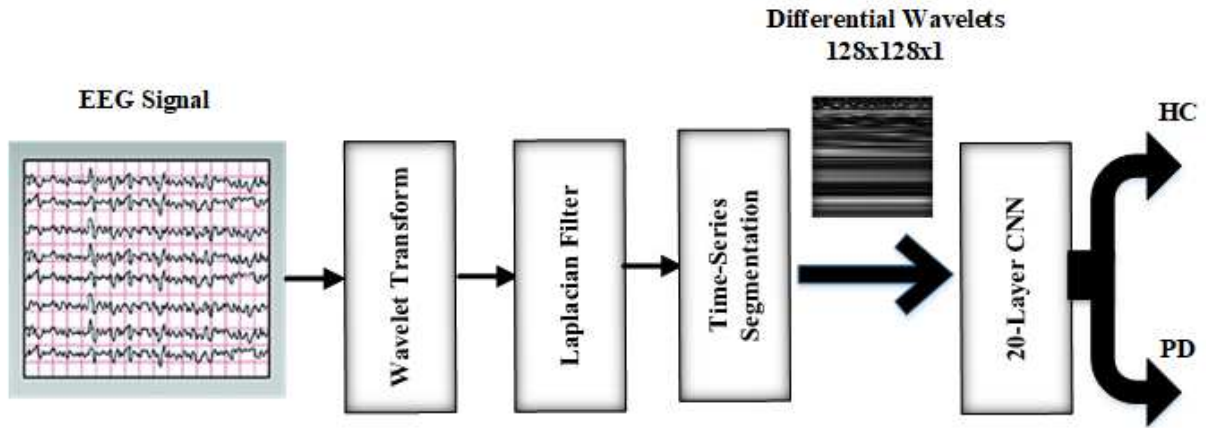 EEG Signal
Wavelet Transform
Laplacian Filter
Time-Series
Segmentation
Differential Wavelets
128x128x1
20-Layer CNN
HC
PD